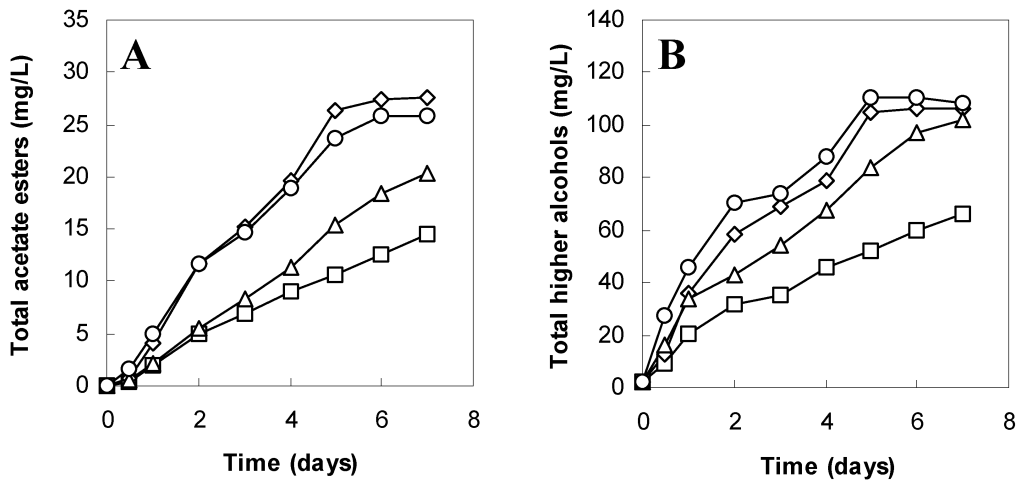 A
Total acetate esters (mg/L)
35
30
25
20
15
10
5
0
0 2 4 6 8
Time (days)
B
Total higher alcohols (mg/L)
140
120
100
80
60
40
20
0
0 2 4 6 8
Time (days)